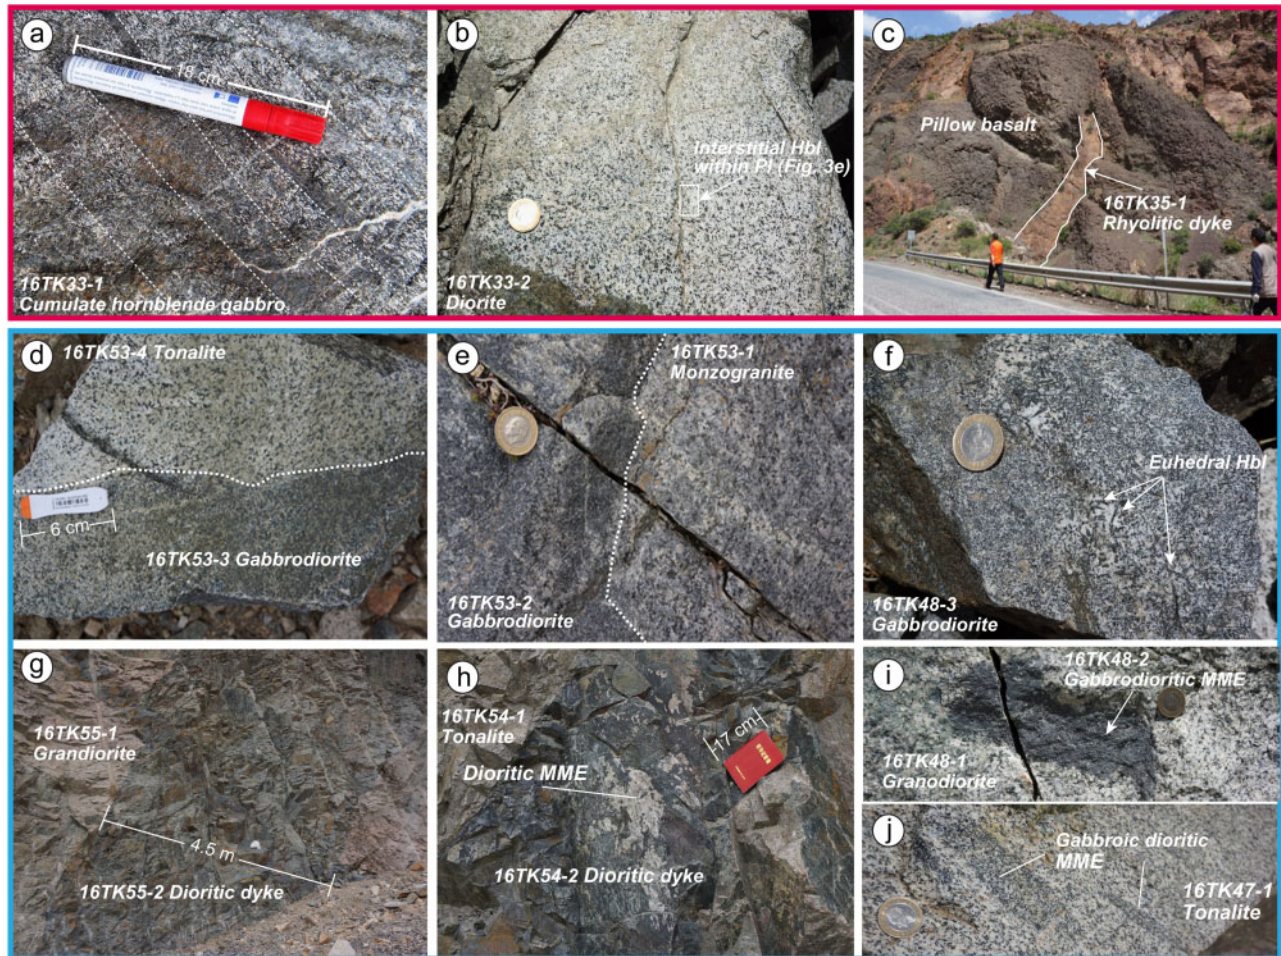 a
18 cm
16TK33-1
Cumulate hornblende gabbro
b
interstitial Hbl
within Pl (Fig. 3e)
16TK33-2
Diorite
c
Pillow basalt
16TK35-1
Rhyolitic dyke
d
16TK53-4 Tonalite
6 cm
16TK53-3 Gabbrodiorite
e
16TK53-1
Monzogranite
16TK53-2
Gabbrodiorite
f
Euhedral Hbl
16TK48-3
Gabbrodiorite
g
16TK55-1
Grandiorite
4.5 m
16TK55-2 Dioritic dyke
h
16TK54-1
Tonalite
17 cm
Dioritic MME
16TK54-2 Dioritic dyke
i
16TK48-2
Gabbrodioritic MME
16TK48-1
Granodiorite
j
Gabbroic dioritic
MME
16TK47-1
Tonalite